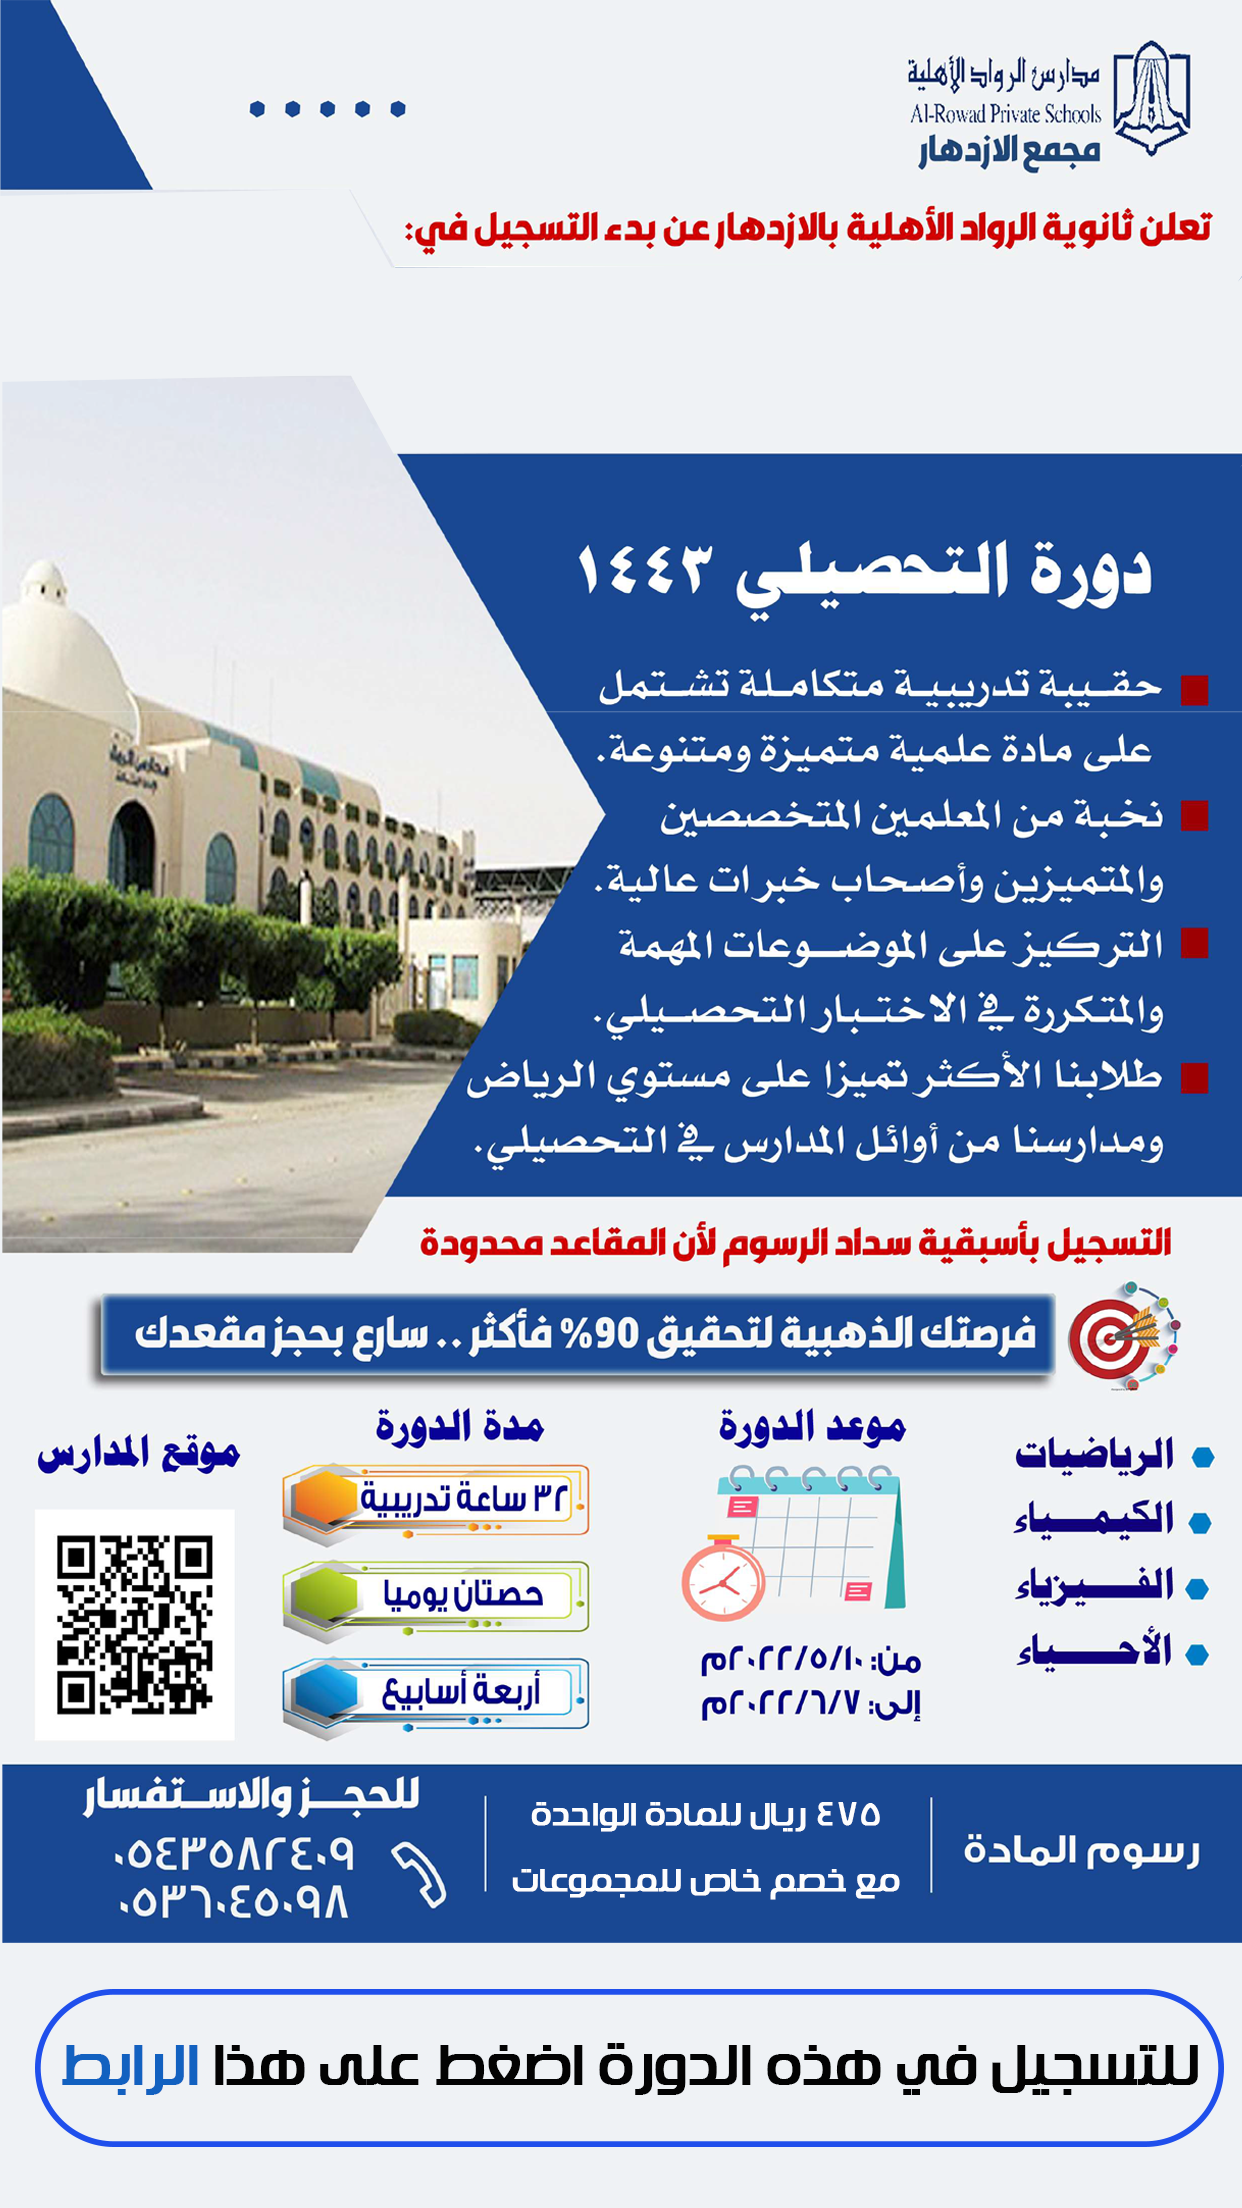 مدارس الرواد الأهلية
Al-Rowad Private Schools
مجمع الازدهار
تعلن ثانوية الرواد الأهلية بالازدهار عن بدء التسجيل في:
دورة التحصيلي ١٤٤٣
حقيبة تدريبية متكاملة تشتمل
على مادة علمية متميزة ومتنوعة.
نخبة من المعلمين المتخصصين
والمتميزين وأصحاب خبرات عالية.
التركيز على الموضوعات المهمة
والمتكررة في الاختبار التحصيلي.
طلابنا الأكثر تميزا على مستوي الرياض
ومدارسنا من أوائل المدارس في التحصيلي.
التسجيل بأسبقية سداد الرسوم لأن المقاعد محدودة
فرصتك الذهبية لتحقيق 90% فأكثر .. سارع بحجز مقعدك
الرياضيات
الكيمياء
الفيزياء
الأحياء
موعد الدورة
من: ٢٠٢٢/٥/١٠م
إلى: ٢٠٢٢/٦/٧م
مدة الدورة
٣٢ ساعة تدريبية
حصتان يوميا
أربعة أسابيع
موقع المدارس
رسوم المادة
٤٧٥ ريال للمادة الواحدة
مع خصم خاص للمجموعات
للحجز والاستفسار
٠٥٤٣٥٨٢٤٠٩
٠٥٣٦٠٤٥٠٩٨
للتسجيل في هذه الدورة اضغط على هذا الرابط